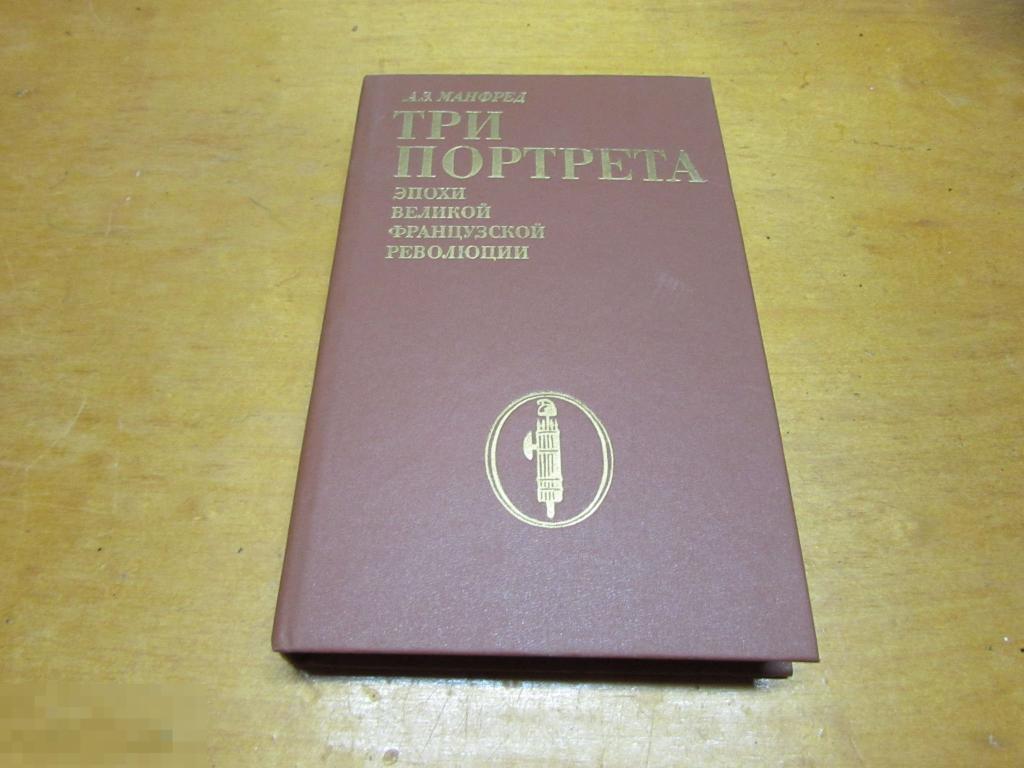 А.З. МАНФРЕД
ТРИ
ПОРТРЕТА
ЭПОХИ
ВЕЛИКОЙ
ФРАНЦУЗСКОЙ
РЕВОЛЮЦИИ